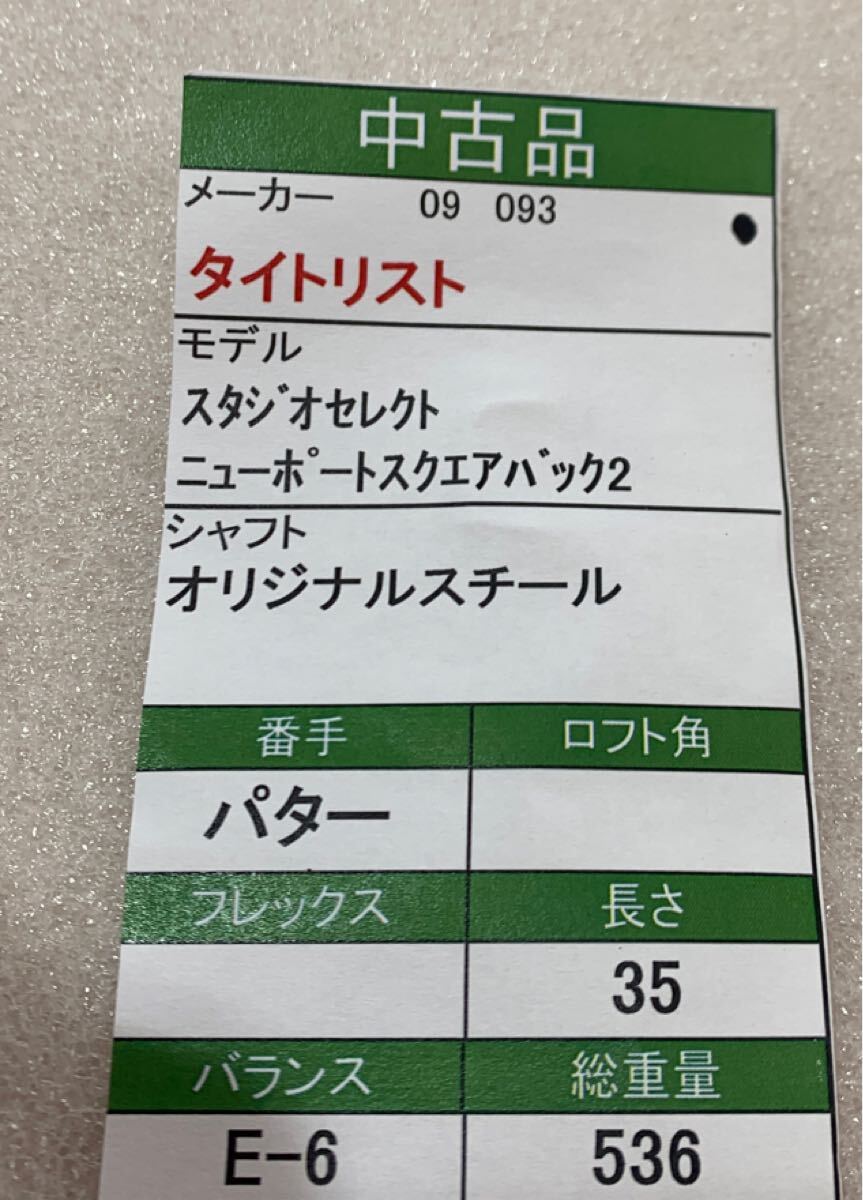 中古品
メーカー 09 093
タイトリスト
モデル
スタジオセレクト
ニューポートスクエアバック2
シャフト
オリジナルスチール
番手 ロフト角
パター
フレックス 長さ
35
バランス 総重量
E-6 536